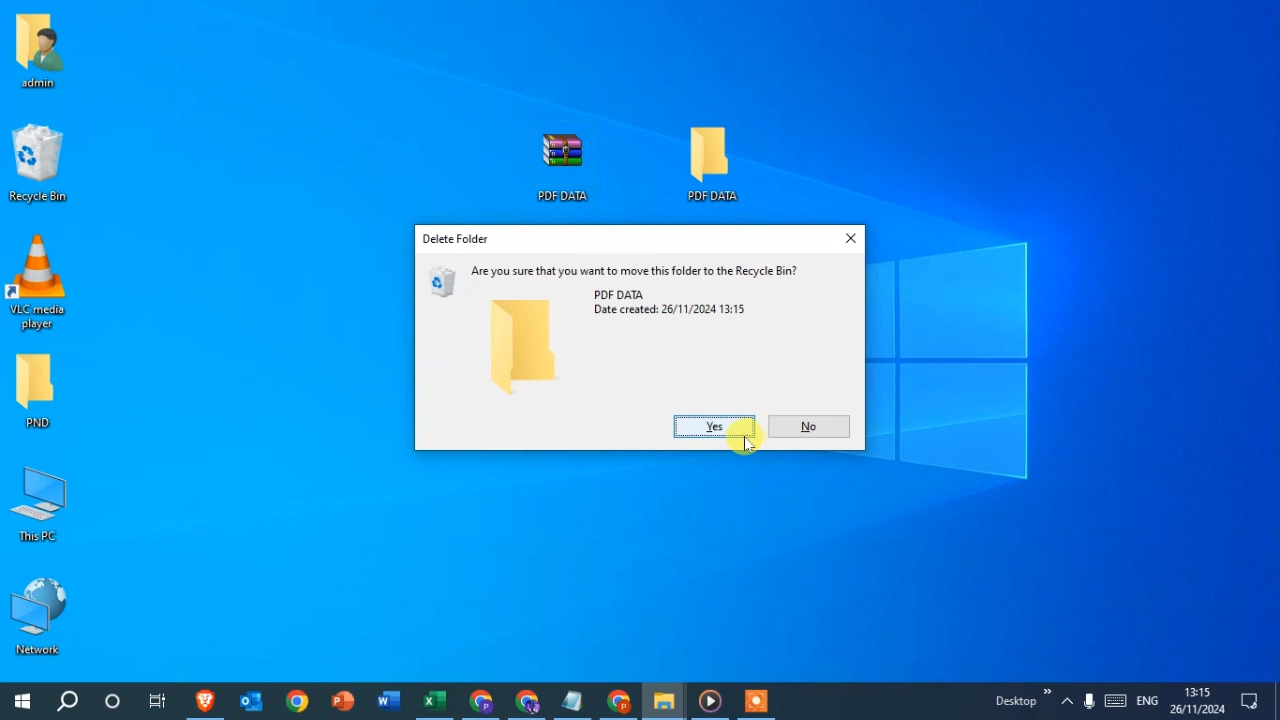 admin
Recycle Bin
VLC media
player
PND
This PC
Network
PDF DATA
PDF DATA
Delete Folder
Are you sure that you want to move this folder to the Recycle Bin?
PDF DATA
Date created: 26/11/2024 13:15
Yes
No
Desktop
ENG
13:15
26/11/2024